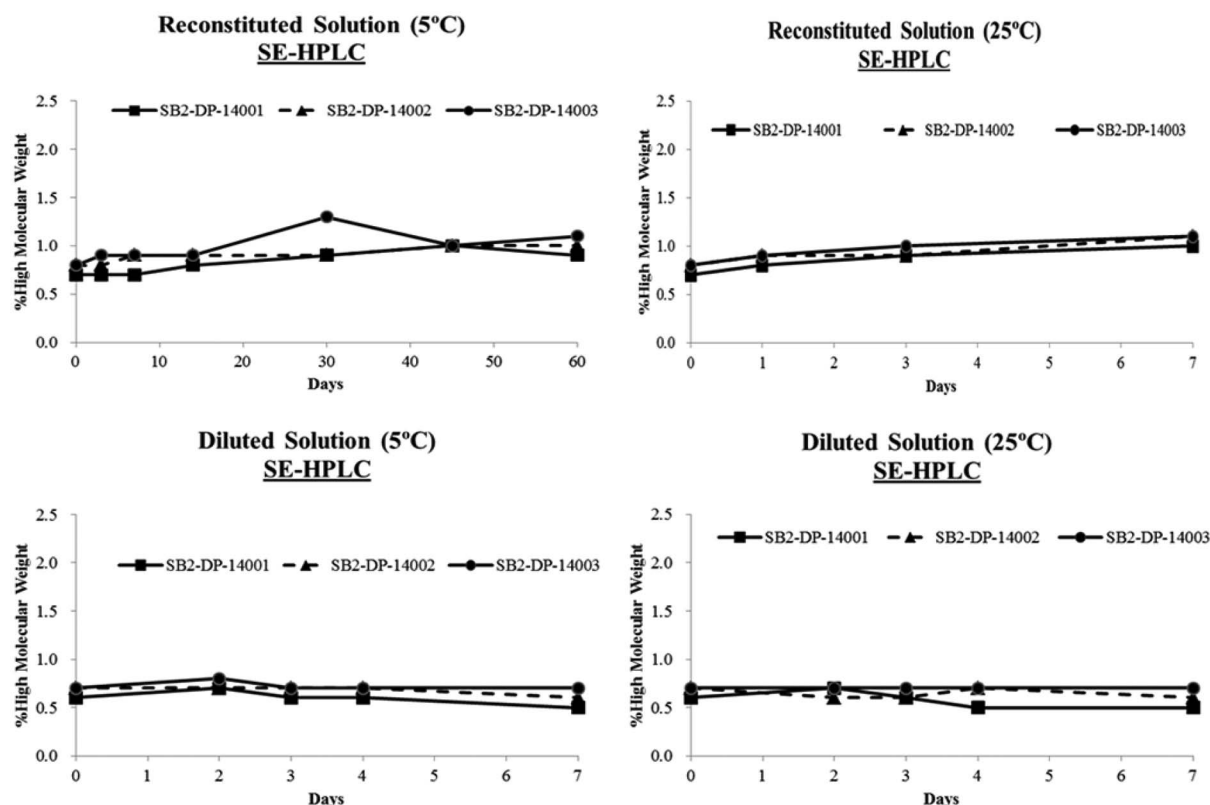 Reconstituted Solution (5ºC)
SE-HPLC
SB2-DP-14001 SB2-DP-14002 SB2-DP-14003
%High Molecular Weight
2.5
2.0
1.5
1.0
0.5
0.0
0 10 20 30 40 50 60
Days
Reconstituted Solution (25ºC)
SE-HPLC
SB2-DP-14001 SB2-DP-14002 SB2-DP-14003
%High Molecular Weight
2.5
2.0
1.5
1.0
0.5
0.0
0 1 2 3 4 5 6 7
Days
Diluted Solution (5ºC)
SE-HPLC
SB2-DP-14001 SB2-DP-14002 SB2-DP-14003
%High Molecular Weight
2.5
2.0
1.5
1.0
0.5
0.0
0 1 2 3 4 5 6 7
Days
Diluted Solution (25ºC)
SE-HPLC
SB2-DP-14001 SB2-DP-14002 SB2-DP-14003
%High Molecular Weight
2.5
2.0
1.5
1.0
0.5
0.0
0 1 2 3 4 5 6 7
Days